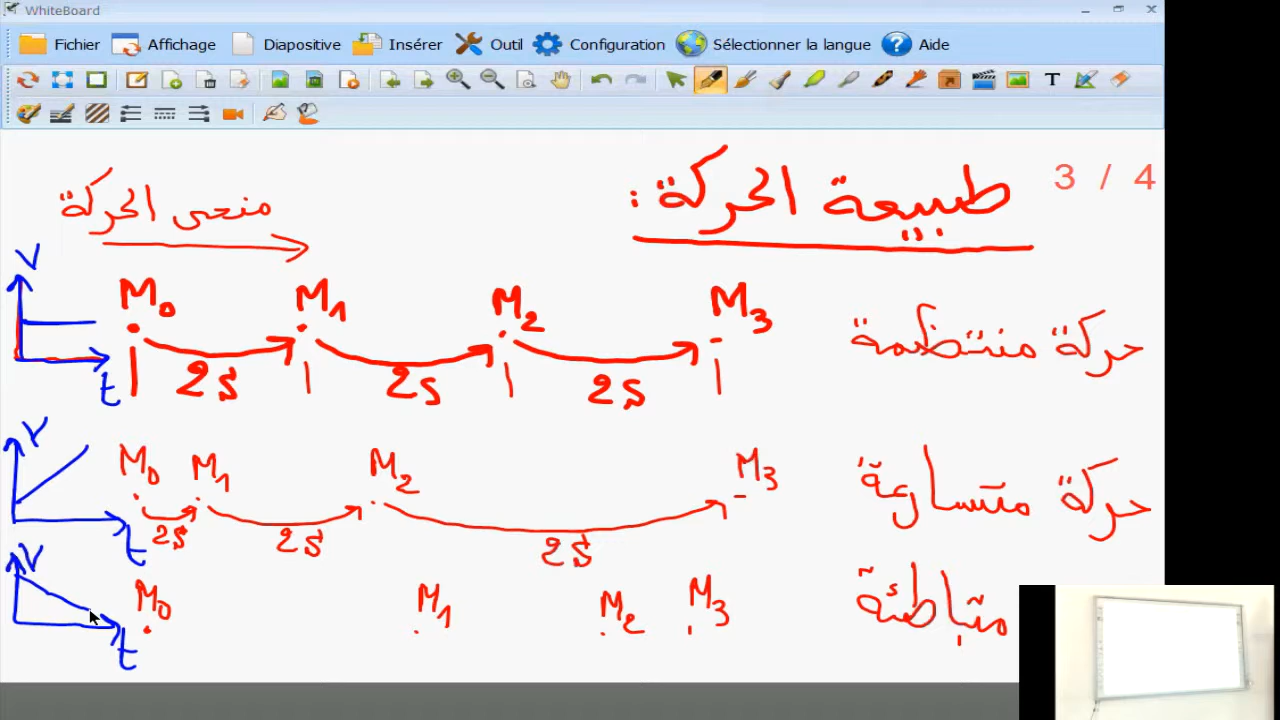 WhiteBoard
Fichier Affichage Diapositive Insérer Outil Configuration Sélectionner la langue Aide
3 / 4
طبيعة الحركة :
منحى الحركة
V
M0 M1 M2 M3
حركة منتظمة
2s 2s 2s
t
V
M0 M1 M2 M3
حركة متسارعة
2s 2s 2s
t
V
M0 M1 M2 M3
متباطئة
t